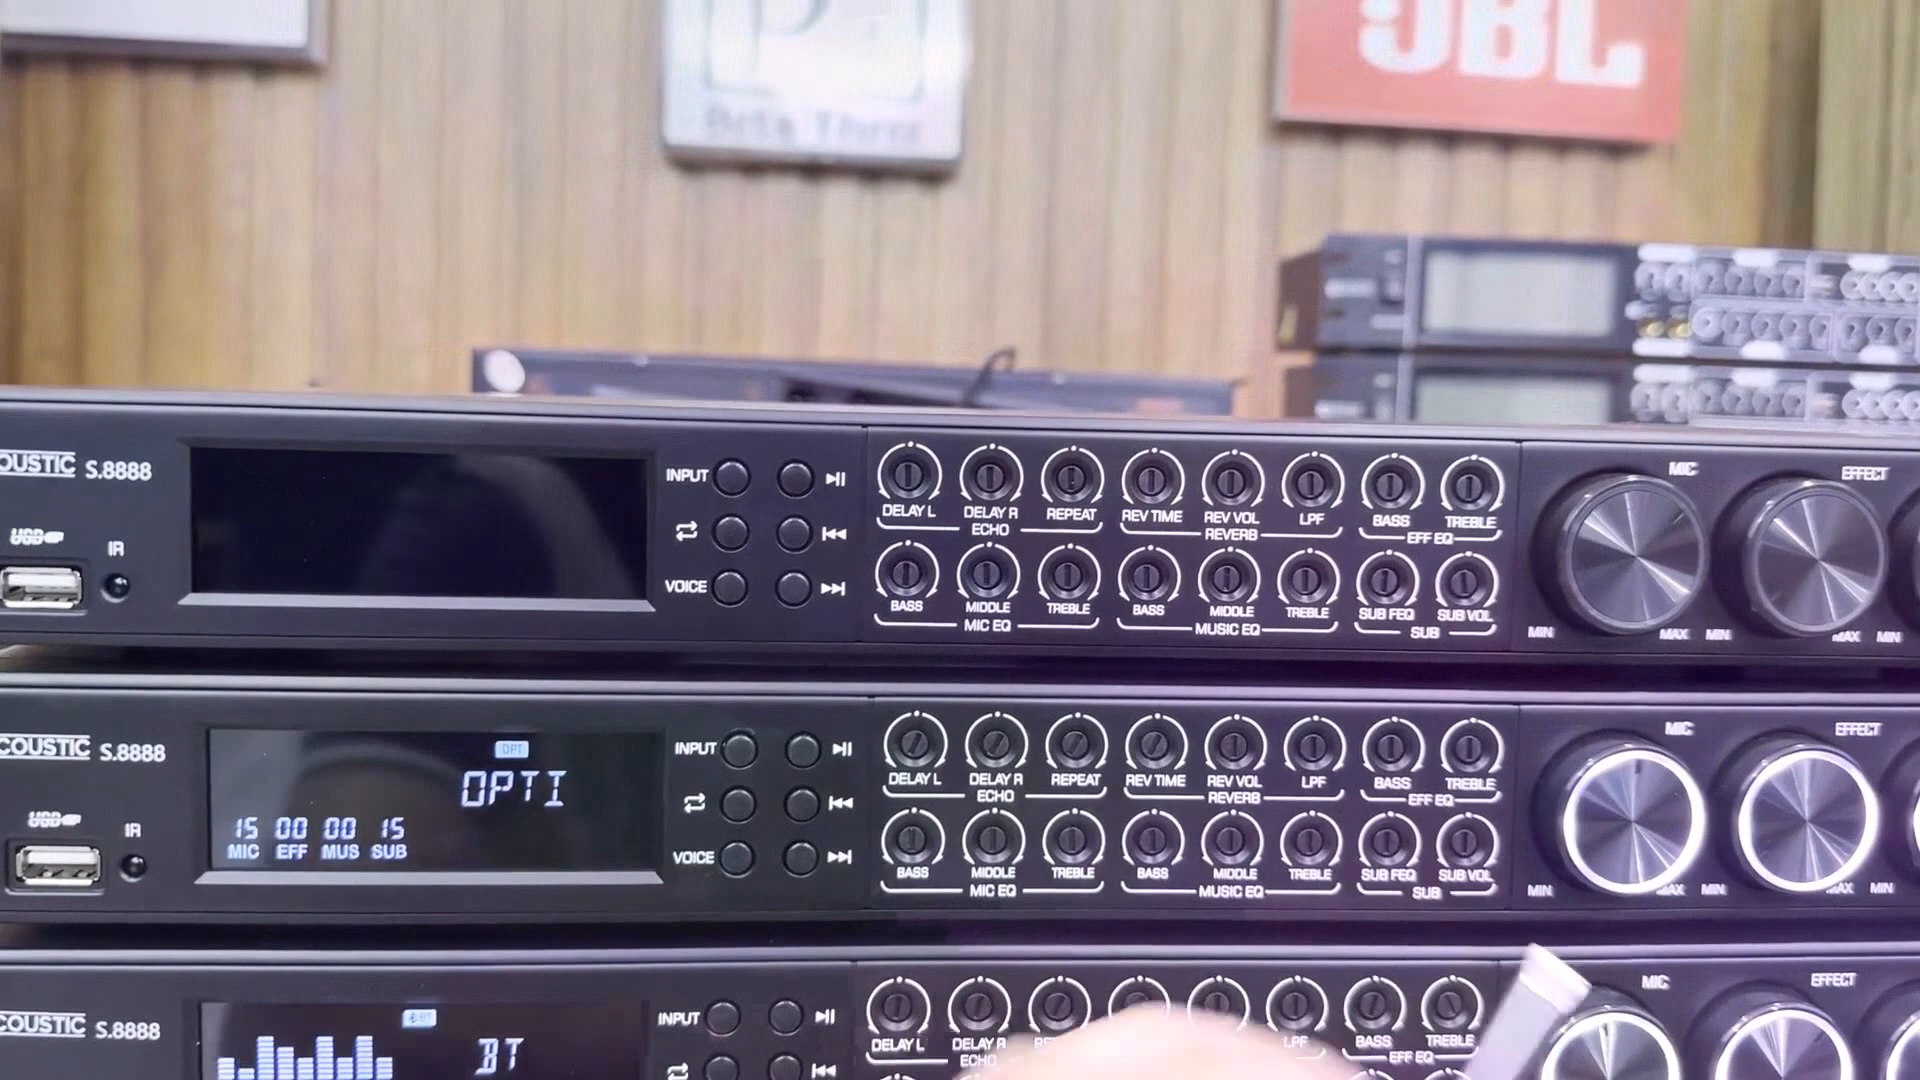 JBL
OUSTIC S.8888
USB
IR
INPUT
VOICE
DELAY L DELAY R REPEAT REV TIME REV VOL LPF BASS TREBLE
ECHO REVERB EFF EQ
BASS MIDDLE TREBLE BASS MIDDLE TREBLE SUB FEQ SUB VOL
MIC EQ MUSIC EQ SUB
MIC EFFECT
MIN MAX MIN MAX MIN
COUSTIC S.8888
USB
IR
OPT
OPTI
15 00 00 15
MIC EFF MUS SUB
INPUT
VOICE
DELAY L DELAY R REPEAT REV TIME REV VOL LPF BASS TREBLE
ECHO REVERB EFF EQ
BASS MIDDLE TREBLE BASS MIDDLE TREBLE SUB FEQ SUB VOL
MIC EQ MUSIC EQ SUB
MIC EFFECT
MIN MAX MIN MAX MIN
COUSTIC S.8888
BT
BT
INPUT
DELAY L DELAY R LPF BASS TREBLE
ECHO EFF EQ
MIC EFFECT